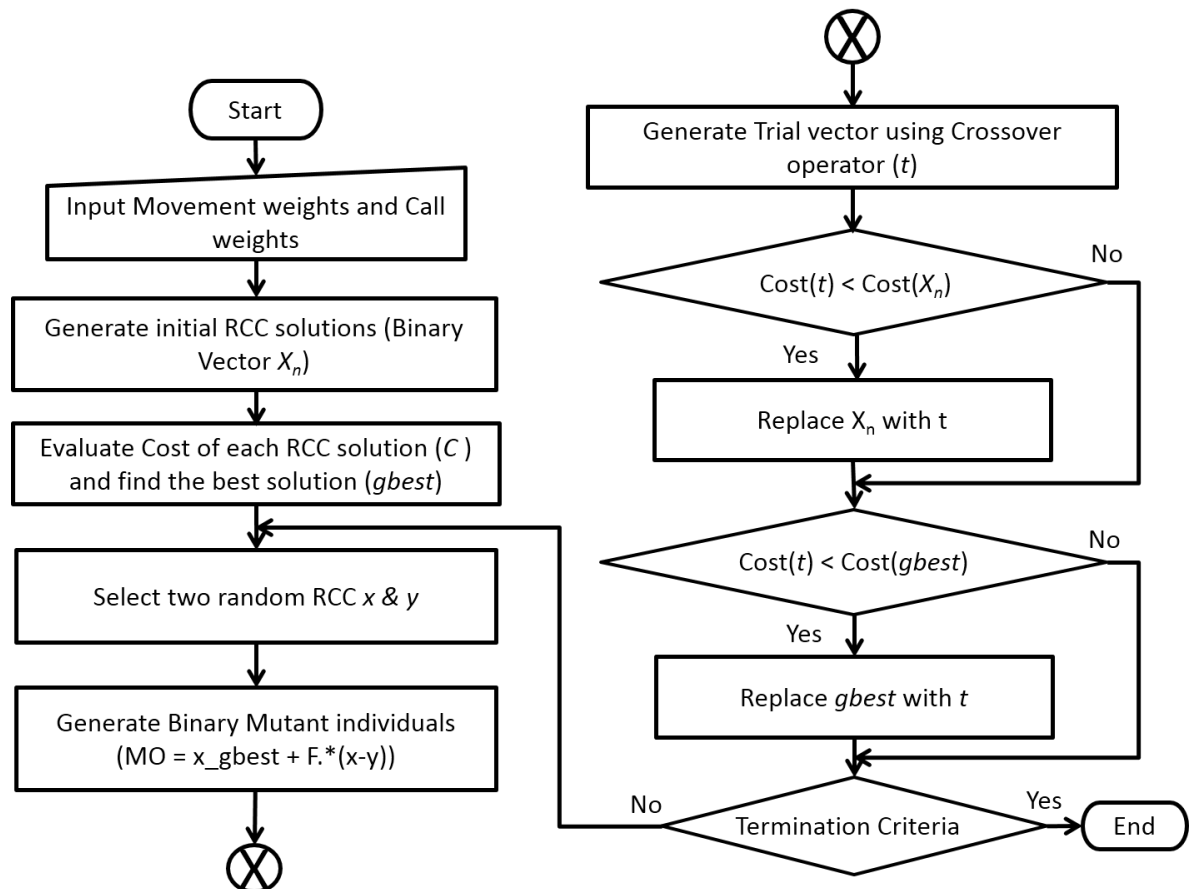 Start
Input Movement weights and Call
weights
Generate initial RCC solutions (Binary
Vector Xn)
Evaluate Cost of each RCC solution (C )
and find the best solution (gbest)
Select two random RCC x & y
Generate Binary Mutant individuals
(MO = x_gbest + F.*(x-y))
X
X
Generate Trial vector using Crossover
operator (t)
Cost(t) < Cost(Xn)
No
Yes
Replace Xn with t
Cost(t) < Cost(gbest)
No
Yes
Replace gbest with t
No
Termination Criteria
Yes
End